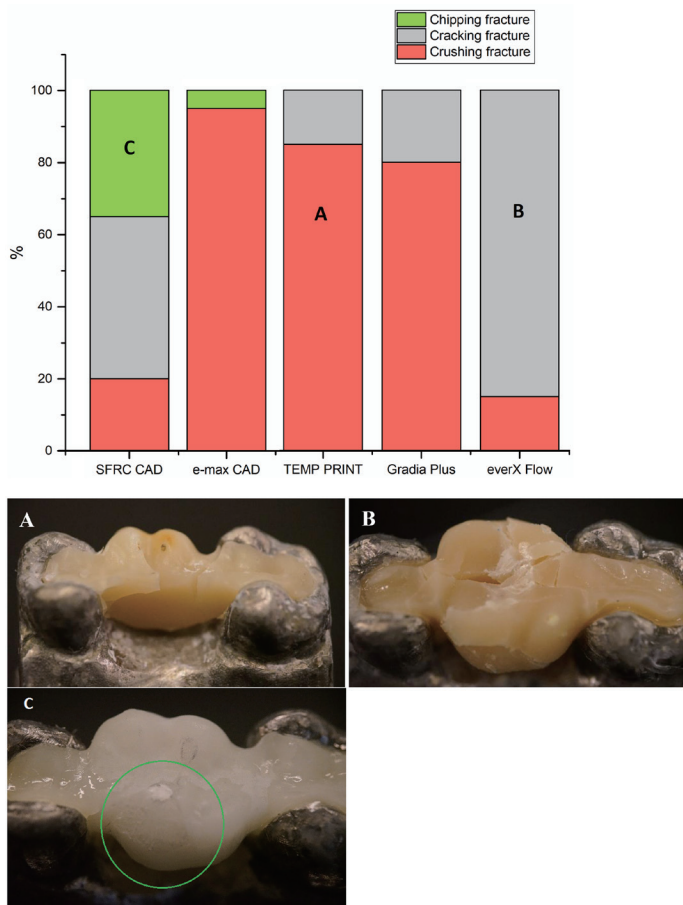 Chipping fracture
Cracking fracture
Crushing fracture
100
80
60
40
20
0
%
C
A
B
SFRC CAD
e-max CAD
TEMP PRINT
Gradia Plus
everX Flow
A
B
C